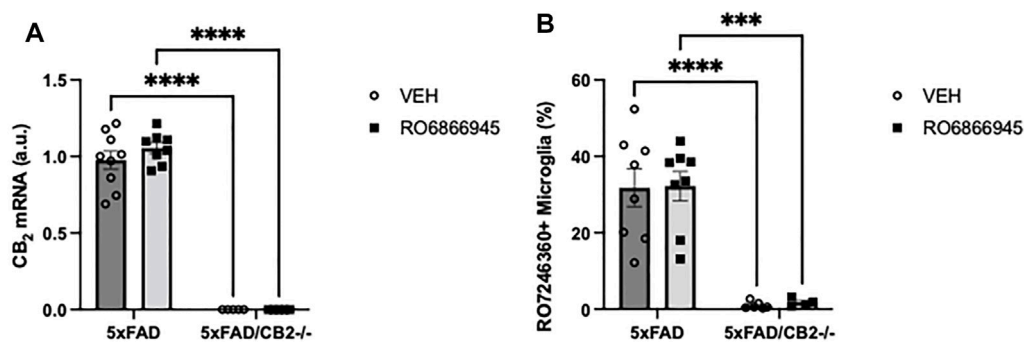 A
****
****
CB2 mRNA (a.u.)
1.5
1.0
0.5
0.0
5xFAD
5xFAD/CB2-/-
VEH
RO6866945
B
***
****
RO7246360+ Microglia (%)
60
40
20
0
5xFAD
5xFAD/CB2-/-
VEH
RO6866945